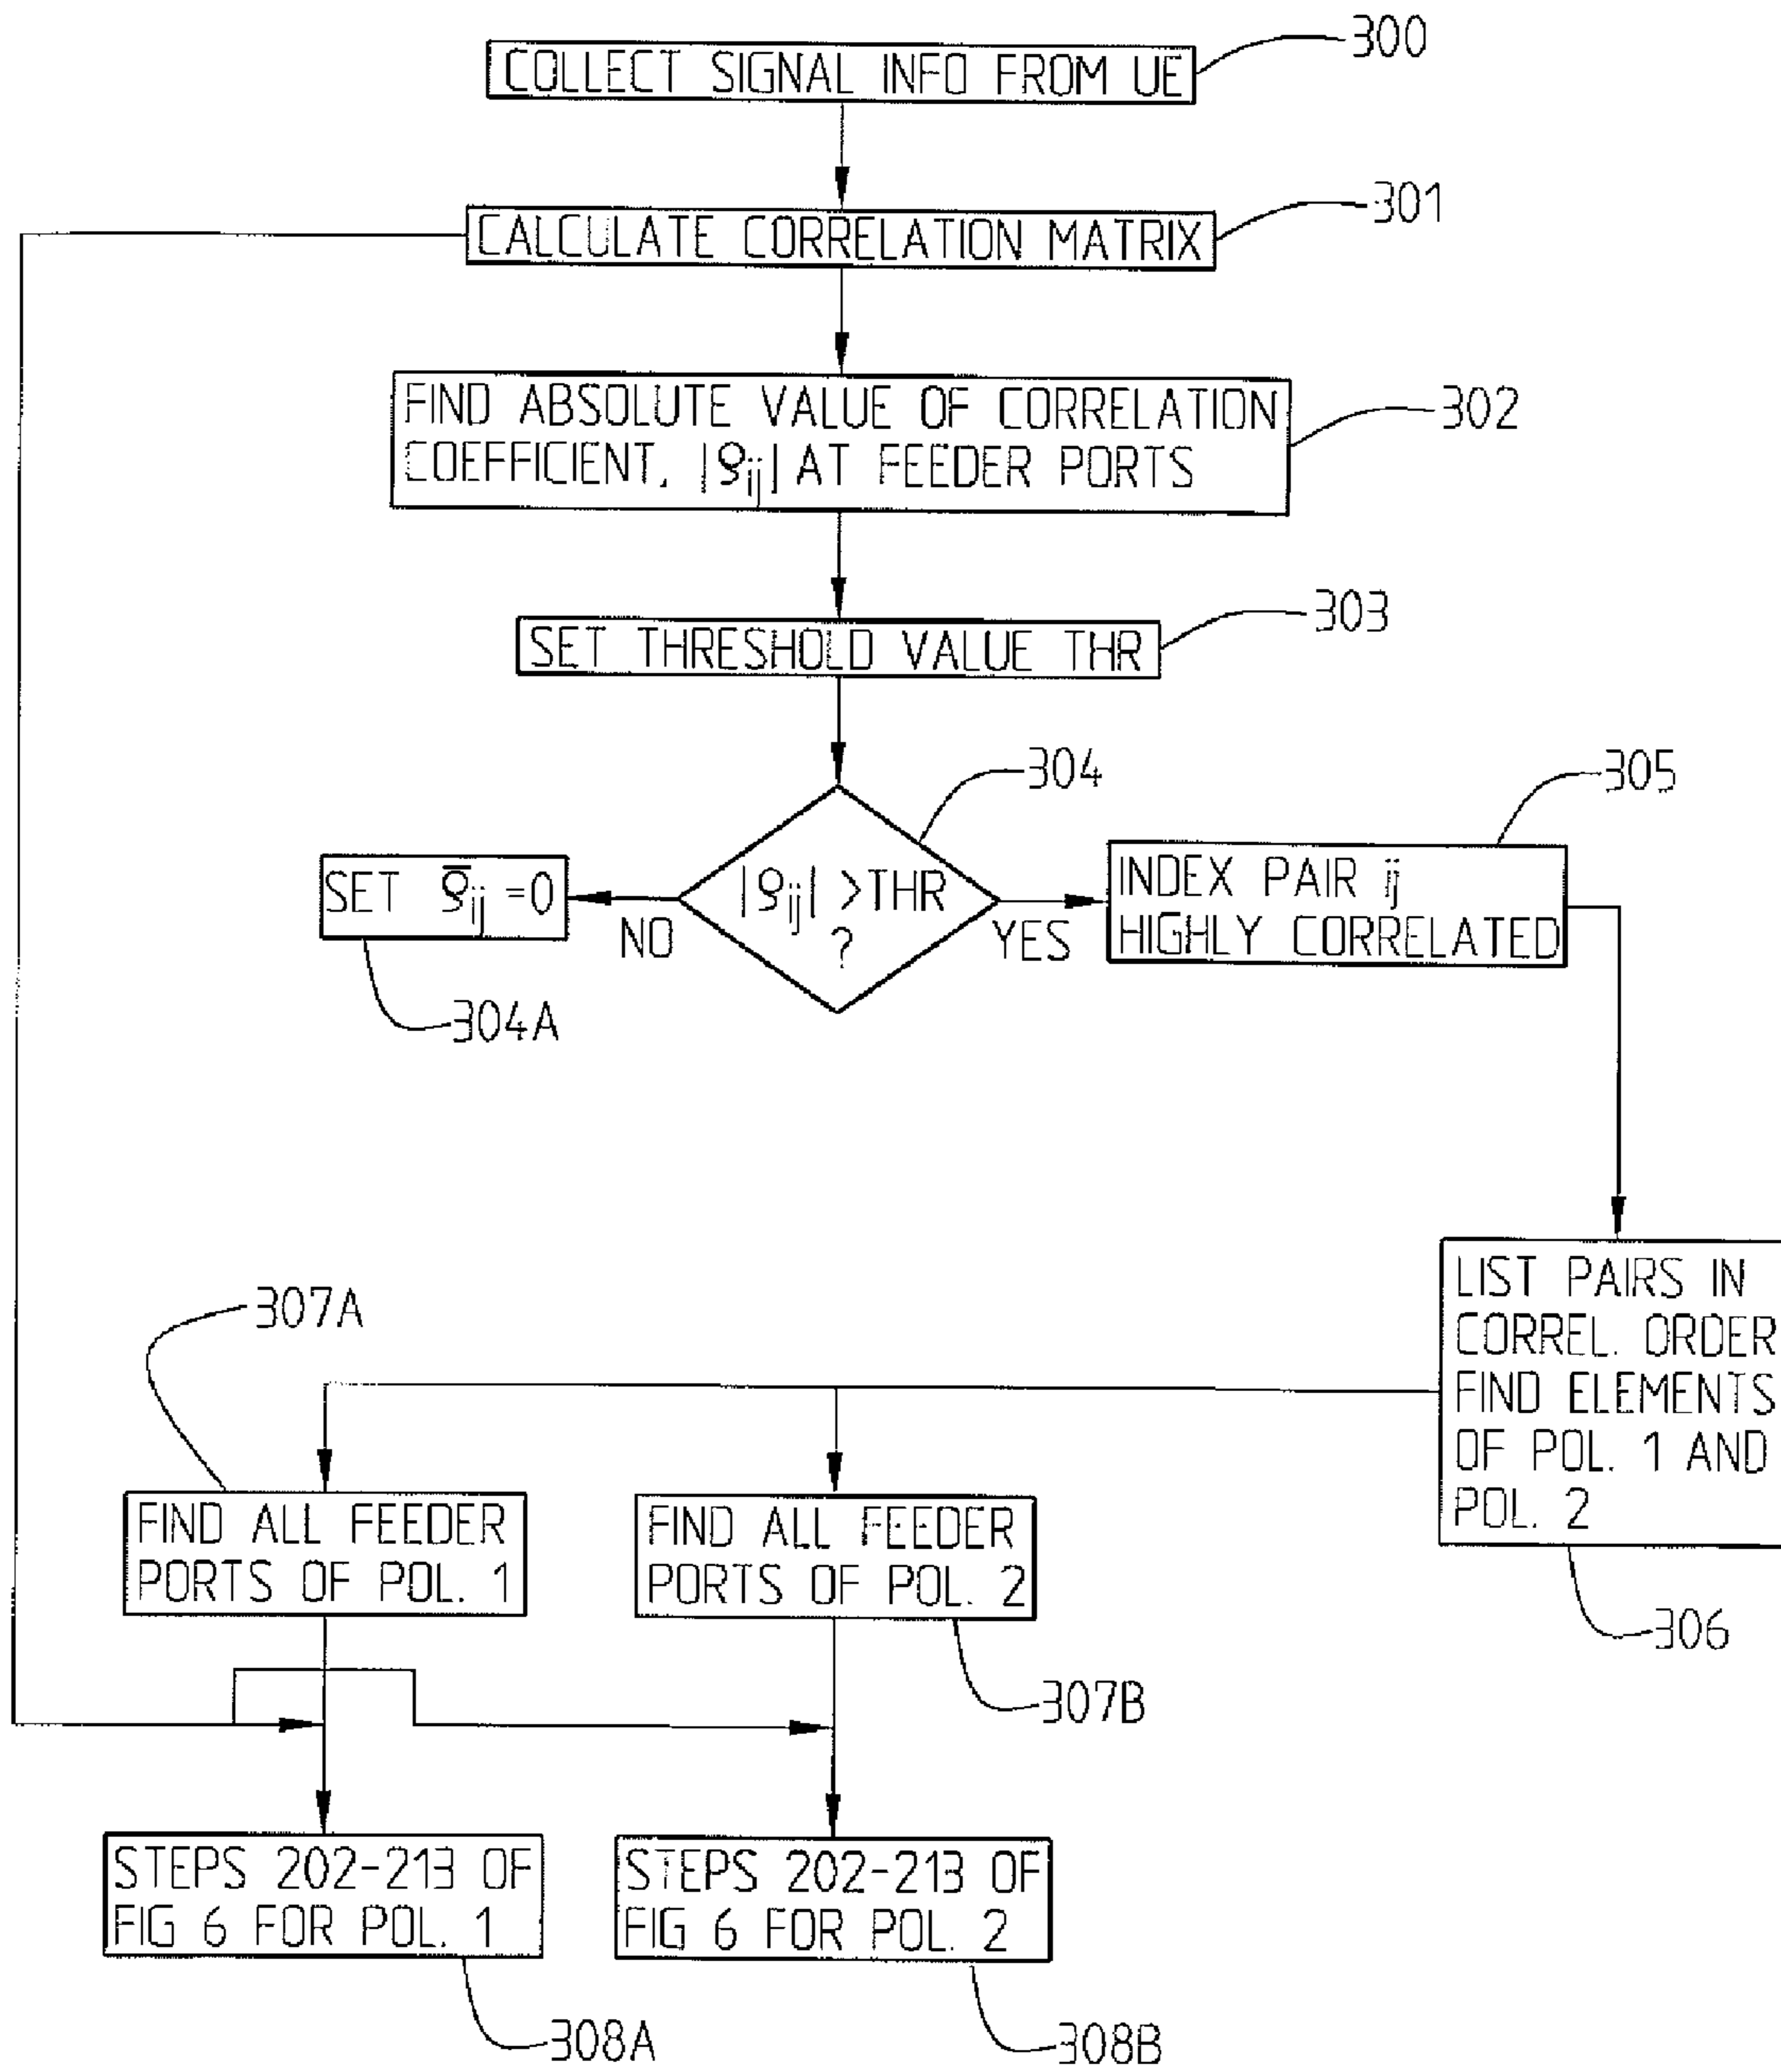 300
COLLECT SIGNAL INFO FROM UE
301
CALCULATE CORRELATION MATRIX
FIND ABSOLUTE VALUE OF CORRELATION
COEFFICIENT, |ρij| AT FEEDER PORTS
302
303
SET THRESHOLD VALUE THR
304
305
SET ρ̄ij =0
NO
|ρij| >THR
?
YES
INDEX PAIR ij
HIGHLY CORRELATED
304A
LIST PAIRS IN
CORREL. ORDER
FIND ELEMENTS
OF POL. 1 AND
POL. 2
306
307A
FIND ALL FEEDER
PORTS OF POL. 1
FIND ALL FEEDER
PORTS OF POL. 2
307B
STEPS 202-213 OF
FIG 6 FOR POL. 1
STEPS 202-213 OF
FIG 6 FOR POL. 2
308A
308B